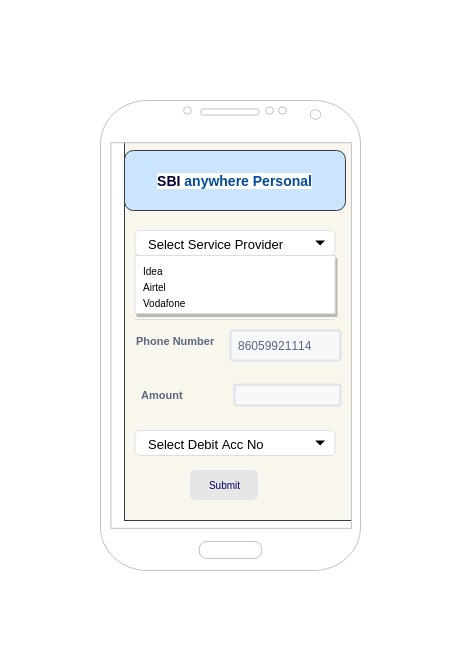 SBI anywhere Personal
Select Service Provider
Idea
Airtel
Vodafone
Phone Number 86059921114
Amount
Select Debit Acc No
Submit